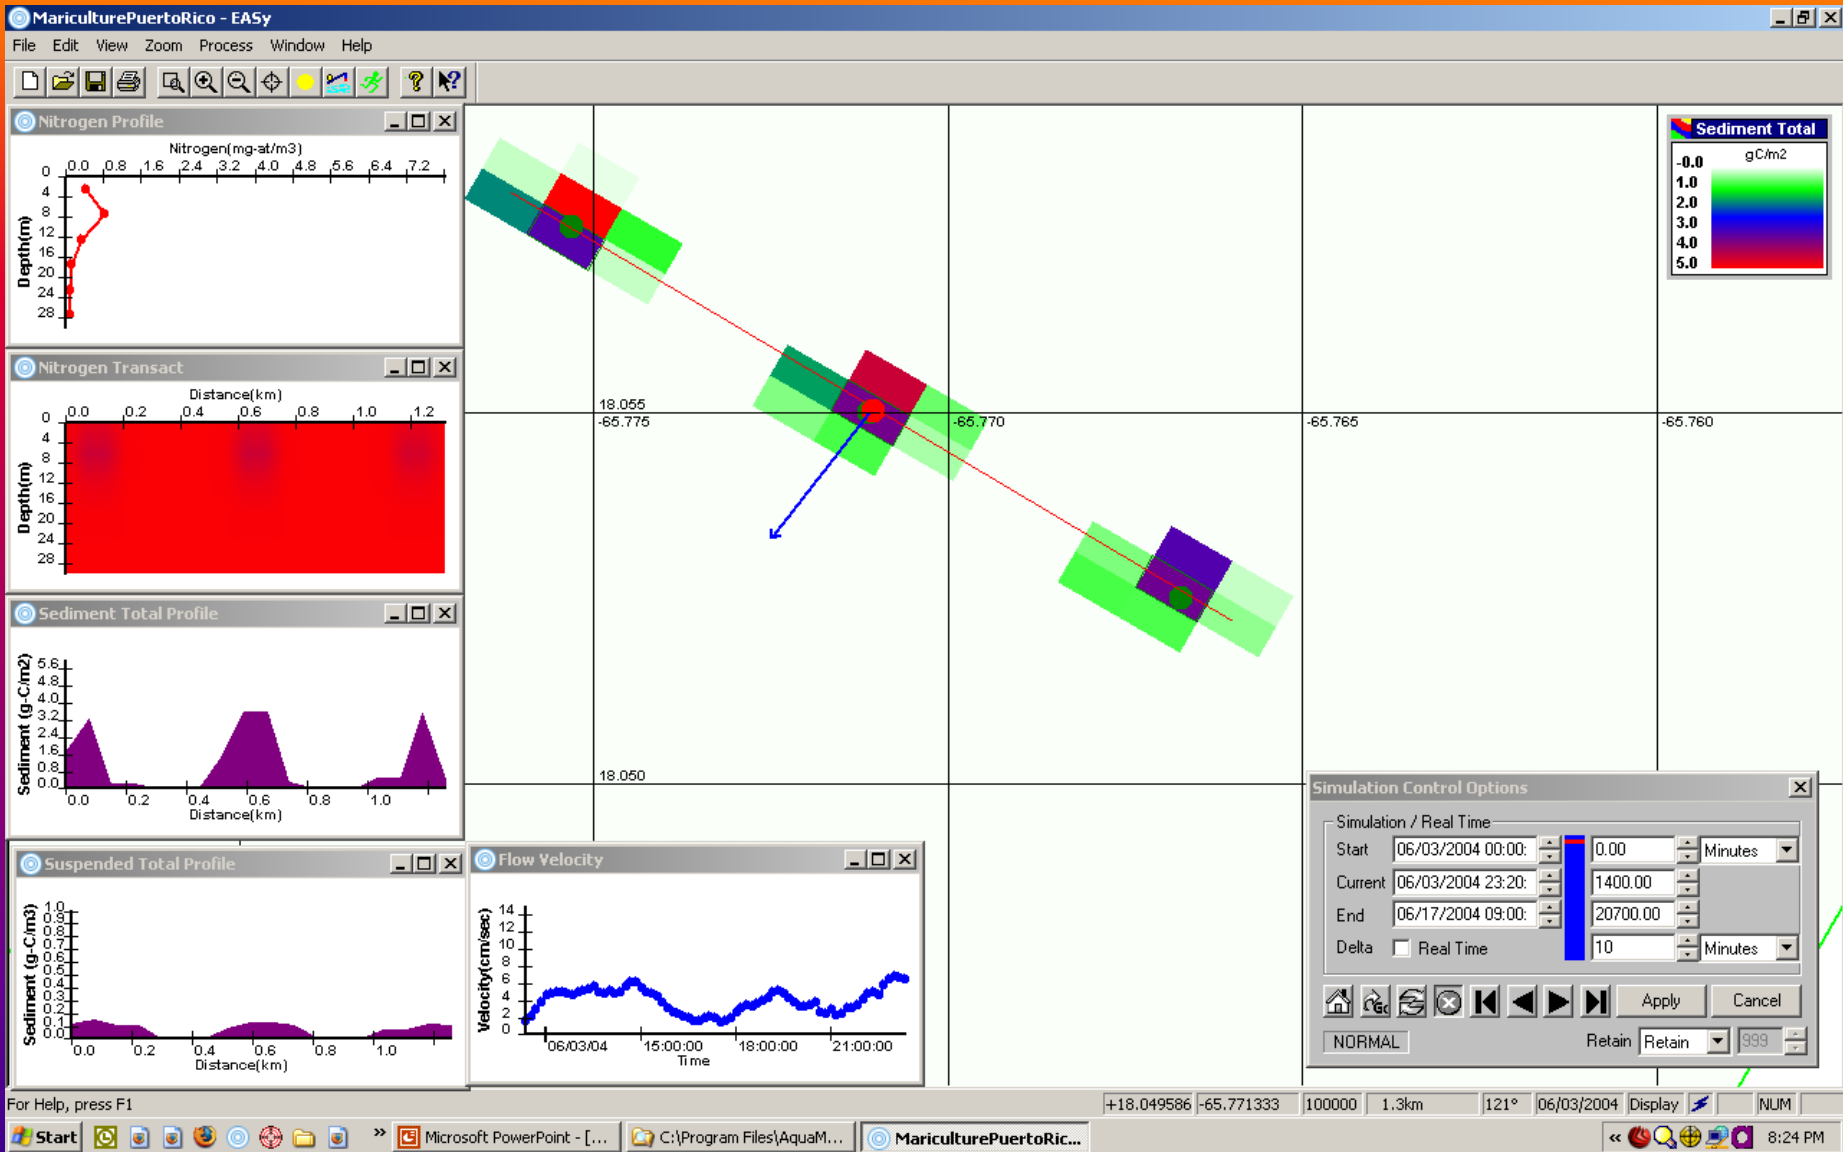 MariculturePuertoRico - EASy
File Edit View Zoom Process Window Help
Nitrogen Profile
Nitrogen(mg-at/m3)
0.0 0.8 1.6 2.4 3.2 4.0 4.8 5.6 6.4 7.2
0
4
8
12
16
20
24
28
Depth(m)
Nitrogen Transact
Distance(km)
0.0 0.2 0.4 0.6 0.8 1.0 1.2
0
4
8
12
16
20
24
28
Depth(m)
Sediment Total Profile
5.6
4.8
4.0
3.2
2.4
1.6
0.8
0.0
Sediment (g-C/m2)
0.0 0.2 0.4 0.6 0.8 1.0
Distance(km)
Suspended Total Profile
1.0
0.9
0.8
0.7
0.6
0.5
0.4
0.3
0.2
0.1
0.0
Sediment (g-C/m3)
0.0 0.2 0.4 0.6 0.8 1.0
Distance(km)
Flow Velocity
14
12
10
8
6
4
2
0
Velocity(cm/sec)
06/03/04 15:00:00 18:00:00 21:00:00
Time
18.055
-65.775 -65.770 -65.765 -65.760
18.050
Sediment Total
gC/m2
-0.0
1.0
2.0
3.0
4.0
5.0
Simulation Control Options
Simulation / Real Time
Start 06/03/2004 00:00: 0.00 Minutes
Current 06/03/2004 23:20: 1400.00
End 06/17/2004 09:00: 20700.00
Delta Real Time 10 Minutes
Apply Cancel
NORMAL Retain Retain 999
For Help, press F1
+18.049586 -65.771333 100000 1.3km 121° 06/03/2004 Display NUM
Start » Microsoft PowerPoint - [... C:\Program Files\AquaM... MariculturePuertoRic... « 8:24 PM